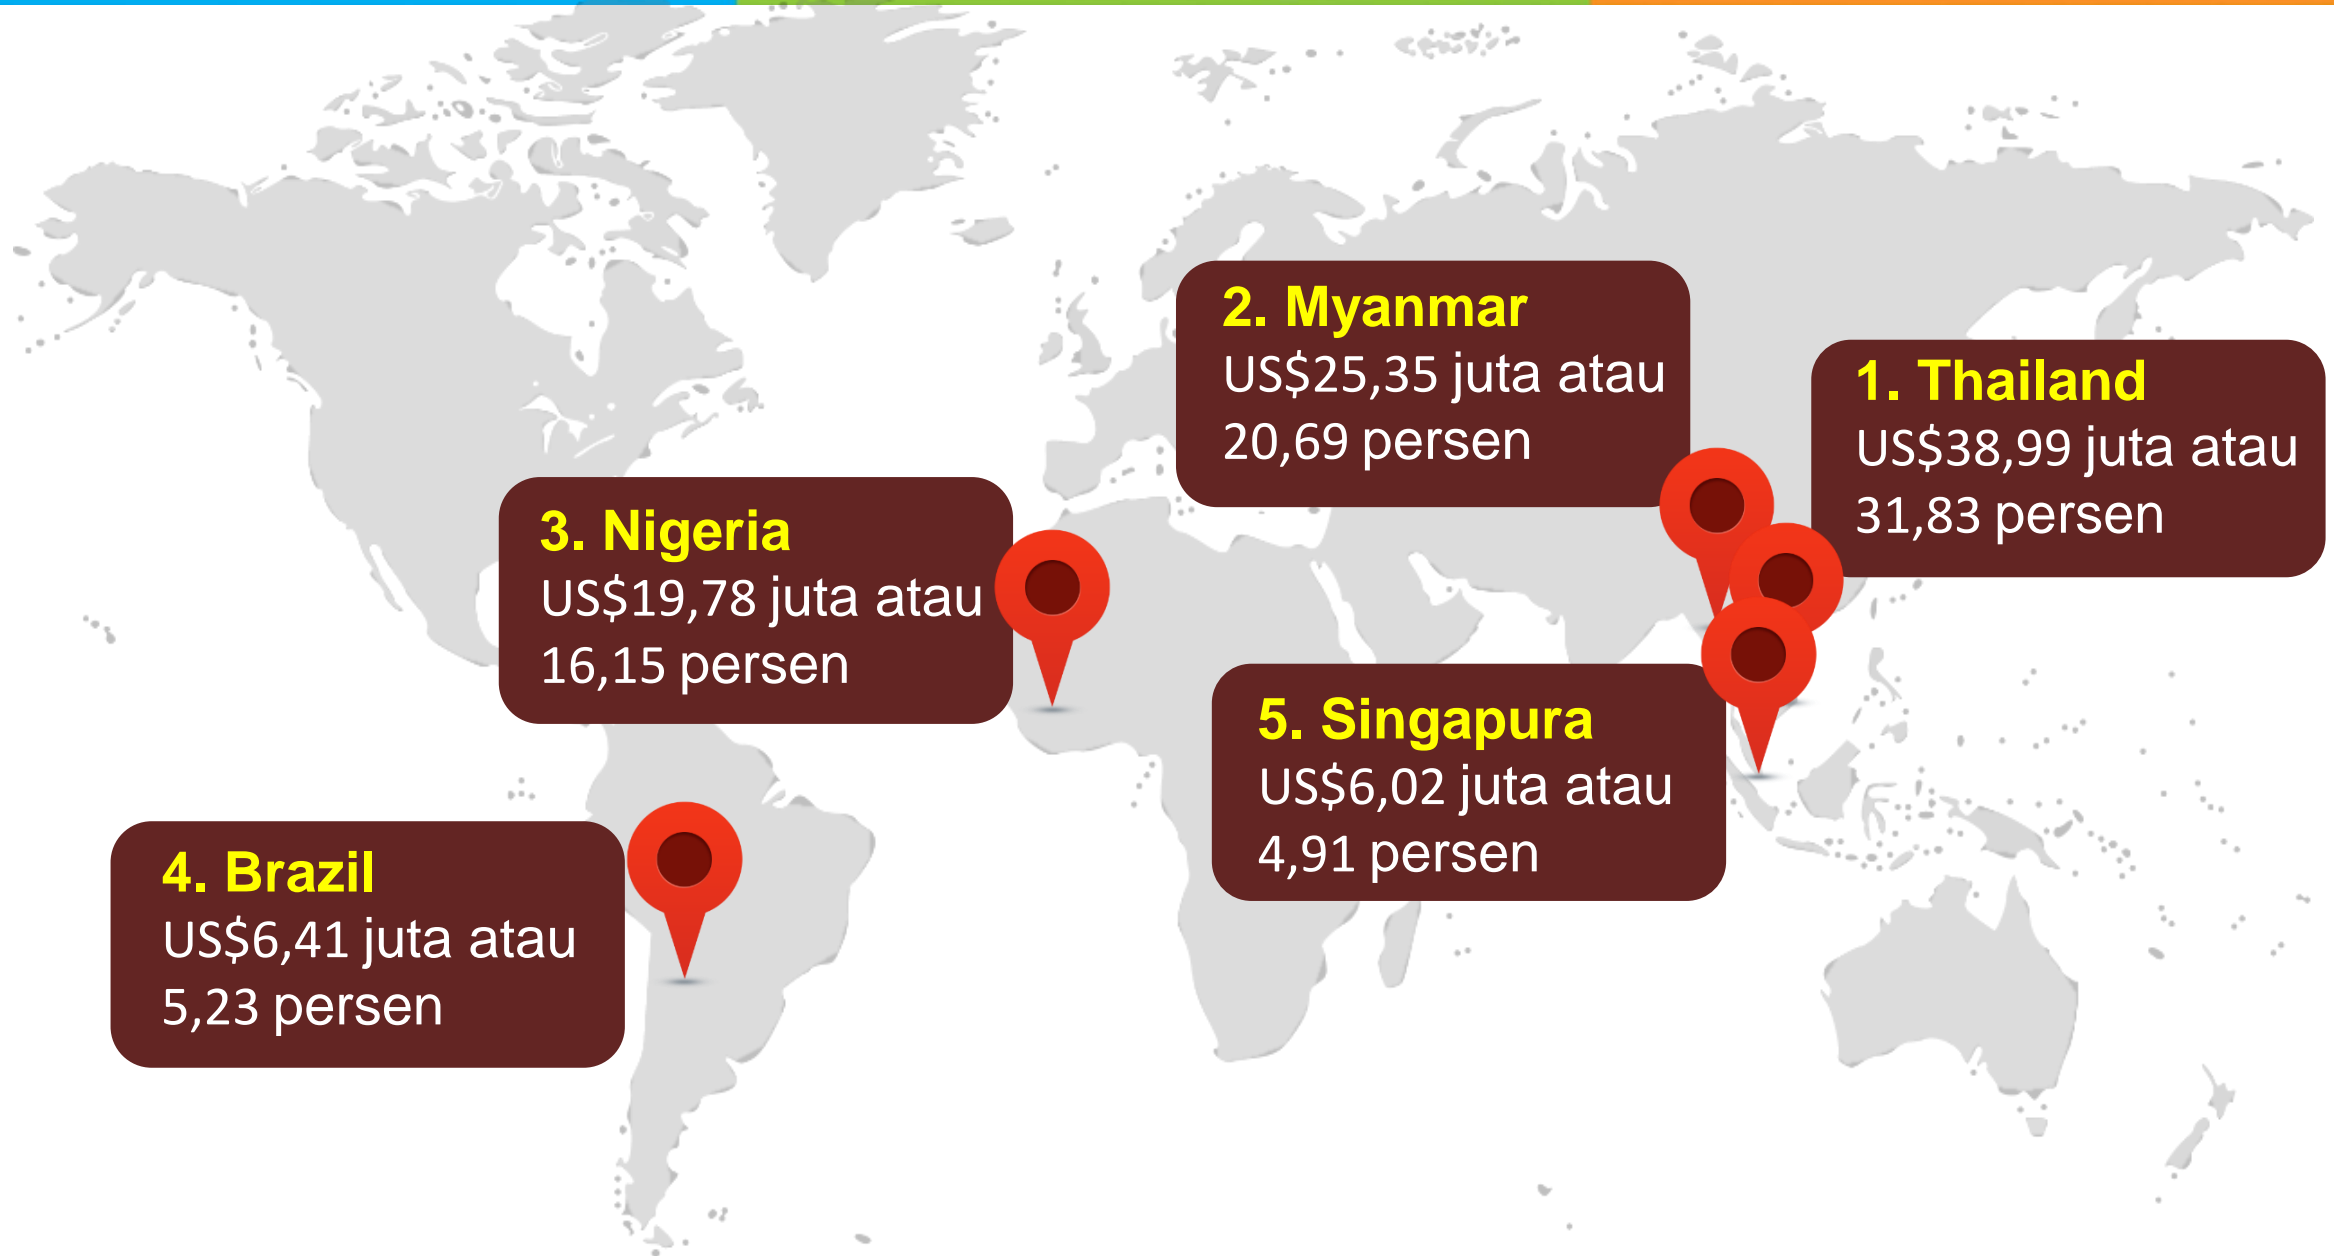 2. Myanmar
US$25,35 juta atau
20,69 persen
1. Thailand
US$38,99 juta atau
31,83 persen
3. Nigeria
US$19,78 juta atau
16,15 persen
5. Singapura
US$6,02 juta atau
4,91 persen
4. Brazil
US$6,41 juta atau
5,23 persen